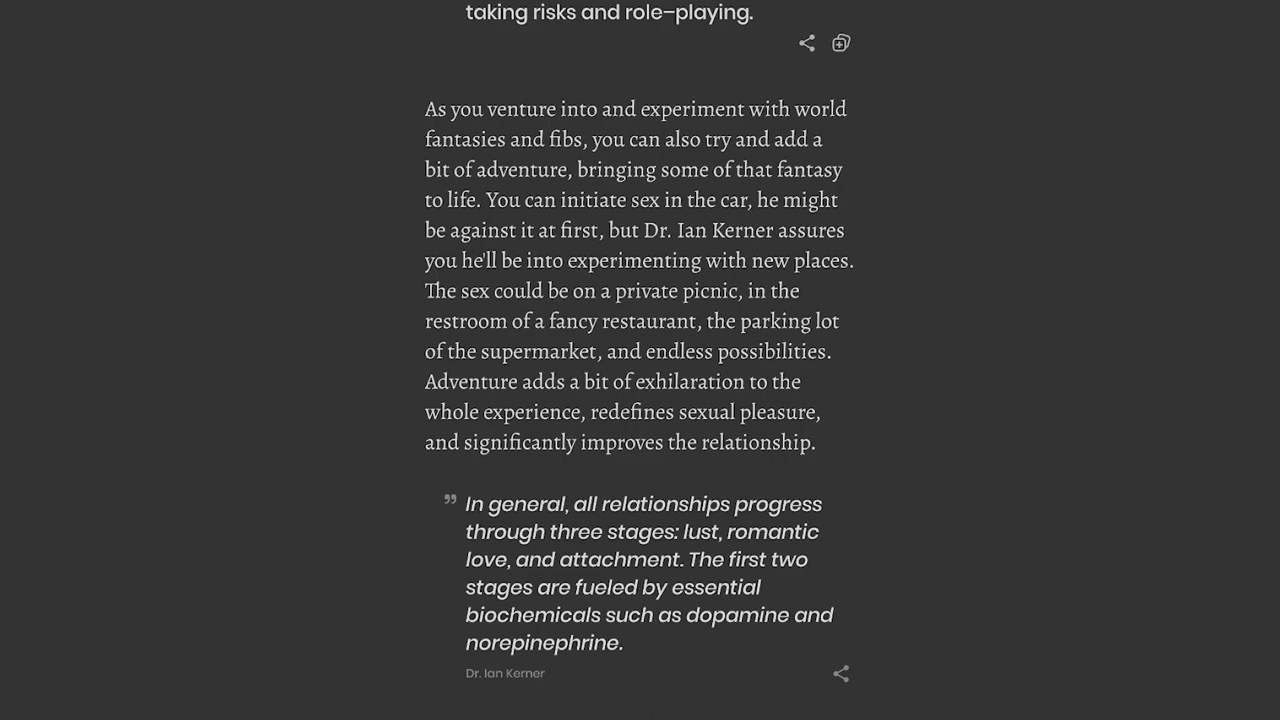 taking risks and role-playing.
As you venture into and experiment with world
fantasies and fibs, you can also try and add a
bit of adventure, bringing some of that fantasy
to life. You can initiate sex in the car, he might
be against it at first, but Dr. Ian Kerner assures
you he'll be into experimenting with new places.
The sex could be on a private picnic, in the
restroom of a fancy restaurant, the parking lot
of the supermarket, and endless possibilities.
Adventure adds a bit of exhilaration to the
whole experience, redefines sexual pleasure,
and significantly improves the relationship.
” In general, all relationships progress
through three stages: lust, romantic
love, and attachment. The first two
stages are fueled by essential
biochemicals such as dopamine and
norepinephrine.
Dr. Ian Kerner